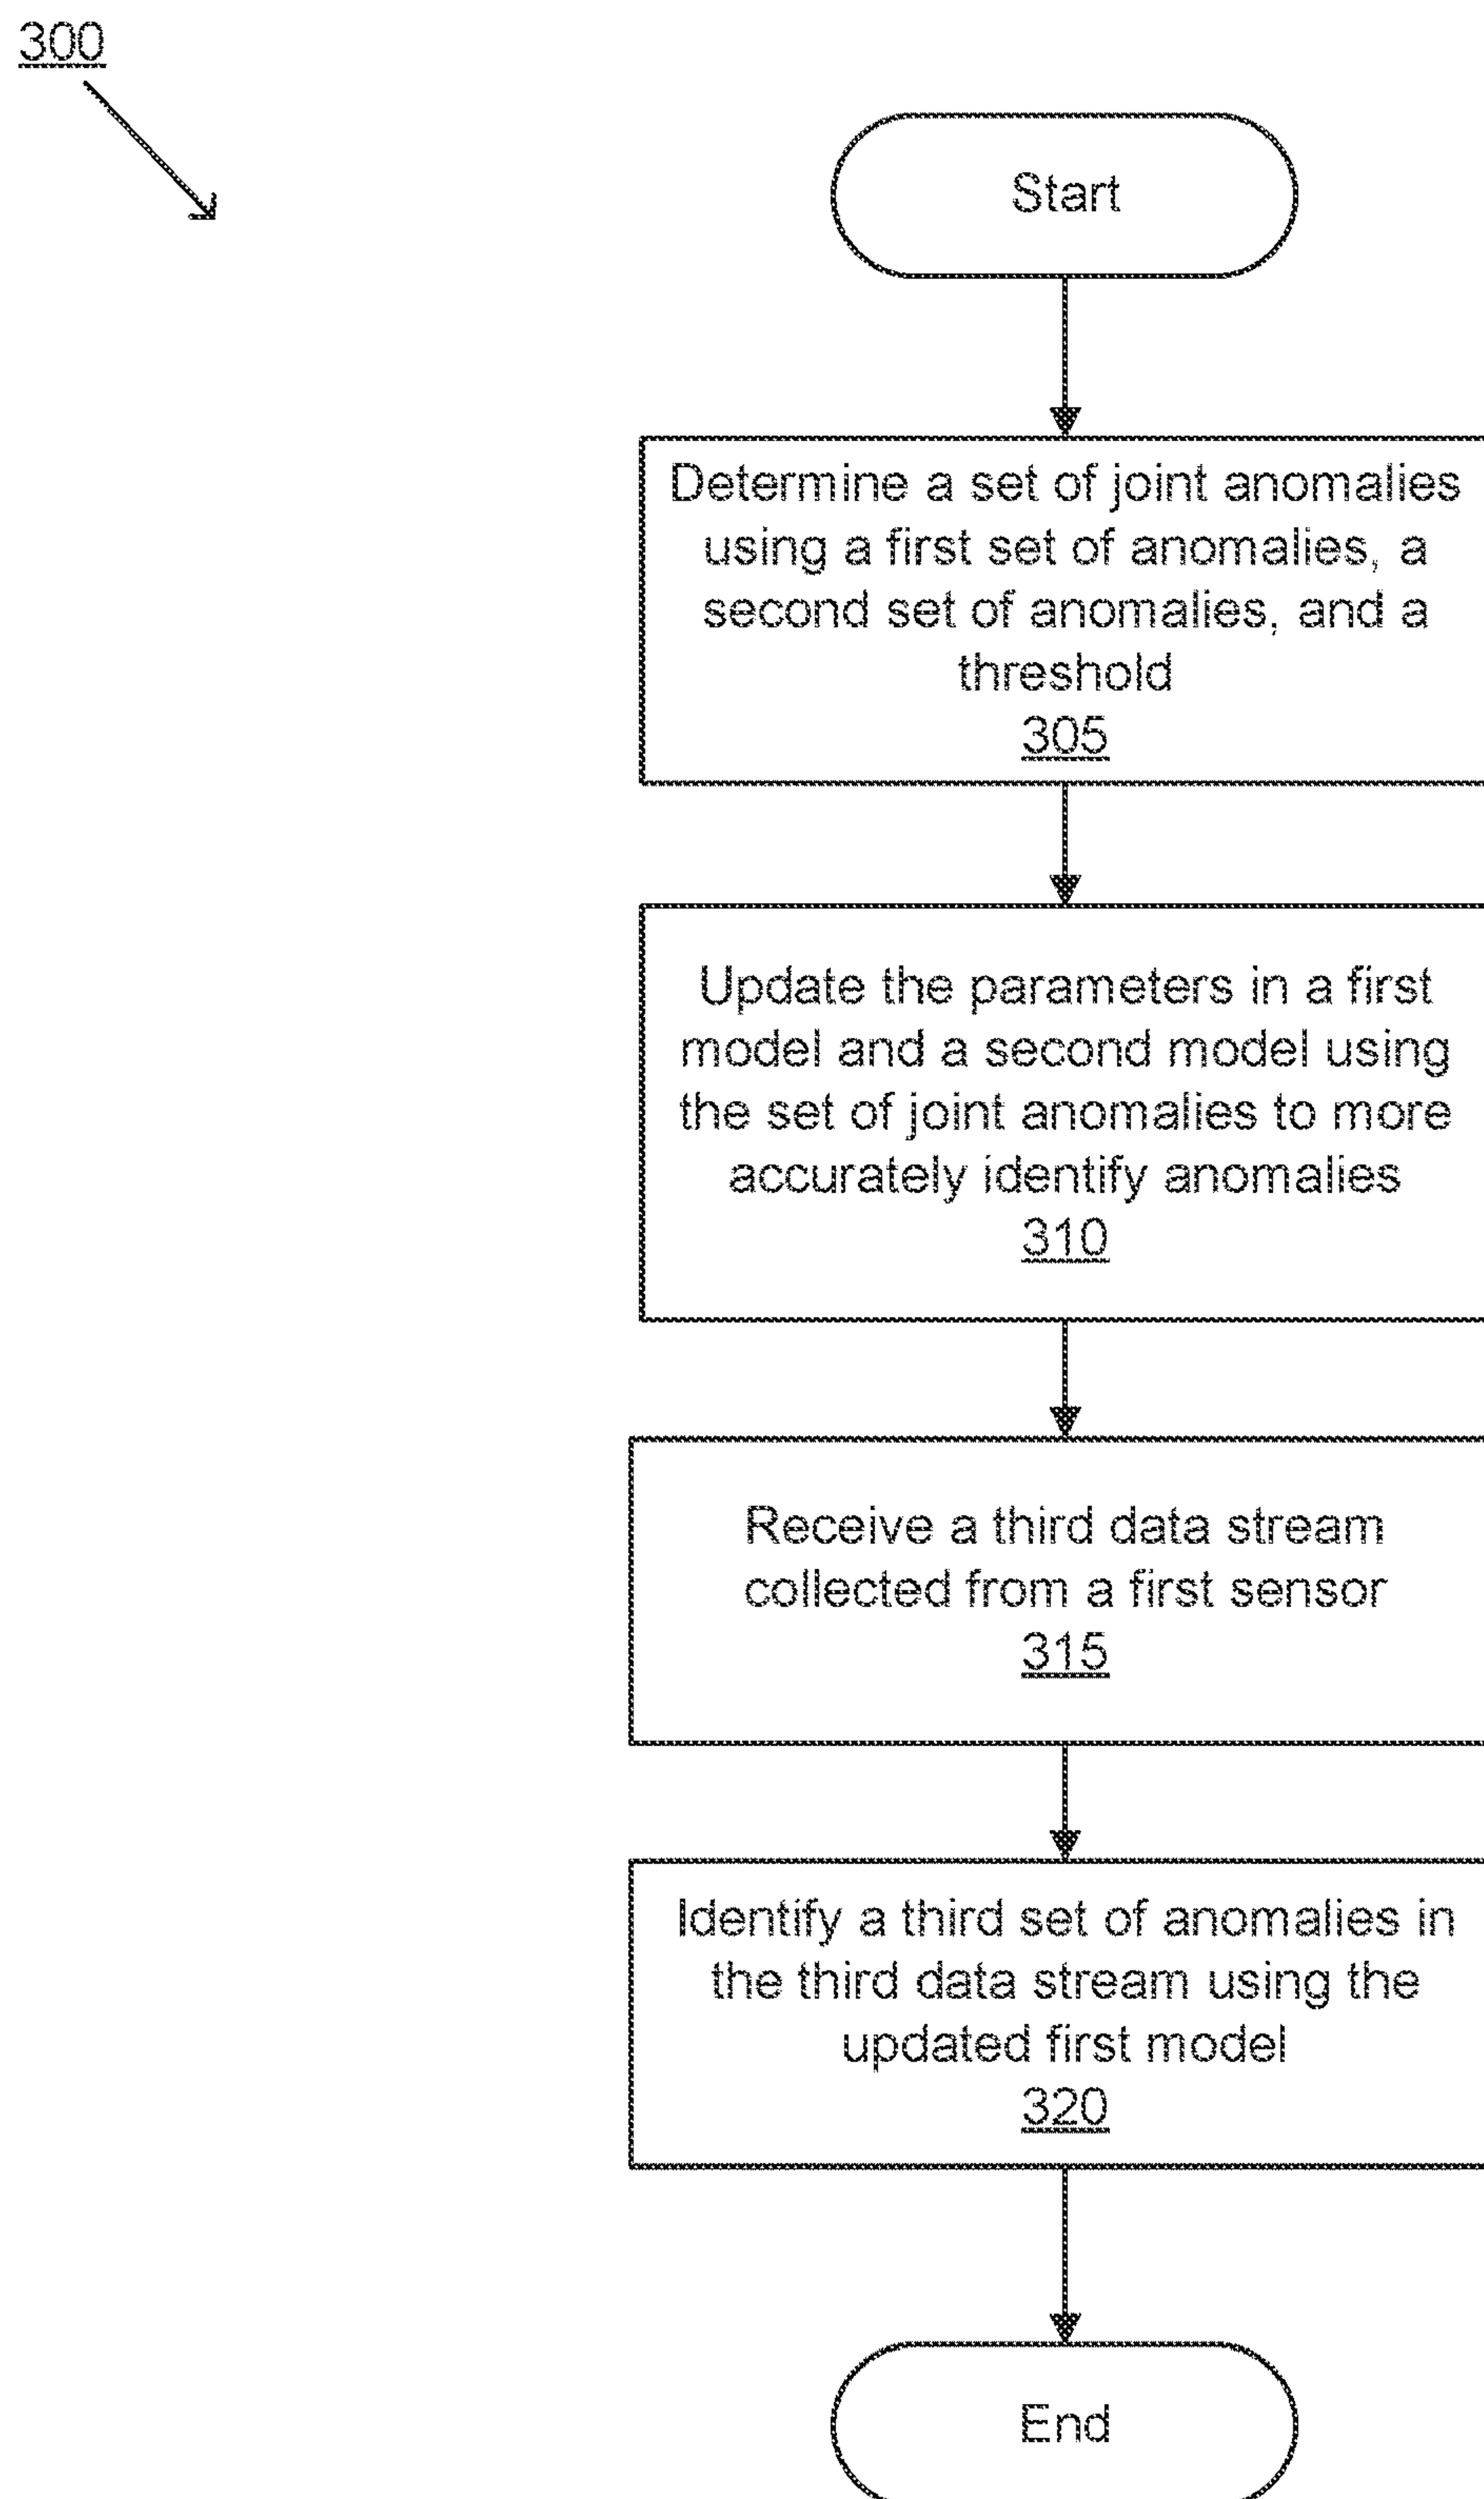 300
Start
Determine a set of joint anomalies
using a first set of anomalies, a
second set of anomalies, and a
threshold
305
Update the parameters in a first
model and a second model using
the set of joint anomalies to more
accurately identify anomalies
310
Receive a third data stream
collected from a first sensor
315
Identify a third set of anomalies in
the third data stream using the
updated first model
320
End